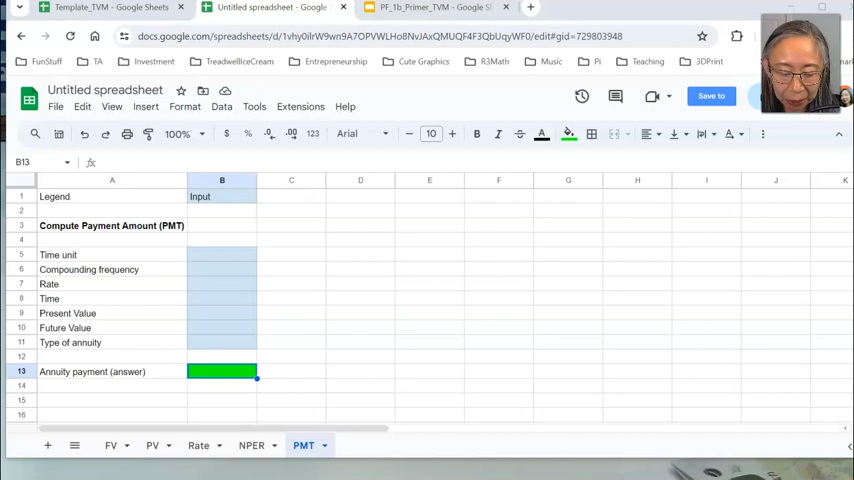 Template_TVM - Google Sheets
Untitled spreadsheet - Google
PF_1b_Primer_TVM - Google Sl
docs.google.com/spreadsheets/d/1vhy0ilrW9wn9A7OPVWLHo8NvJAxQMUQF4F3QbUqyWF0/edit#gid=729803948
FunStuff
TA
Investment
TreadwellIceCream
Entrepreneurship
Cute Graphics
R3Math
Music
Pi
Teaching
3DPrint
Untitled spreadsheet
File Edit View Insert Format Data Tools Extensions Help
Save to
100% $ % .0 .00 123 Arial 10 B I A
B13 fx
A B C D E F G H I J K
1 Legend Input
2
3 Compute Payment Amount (PMT)
4
5 Time unit
6 Compounding frequency
7 Rate
8 Time
9 Present Value
10 Future Value
11 Type of annuity
12
13 Annuity payment (answer)
14
15
16
FV PV Rate NPER PMT